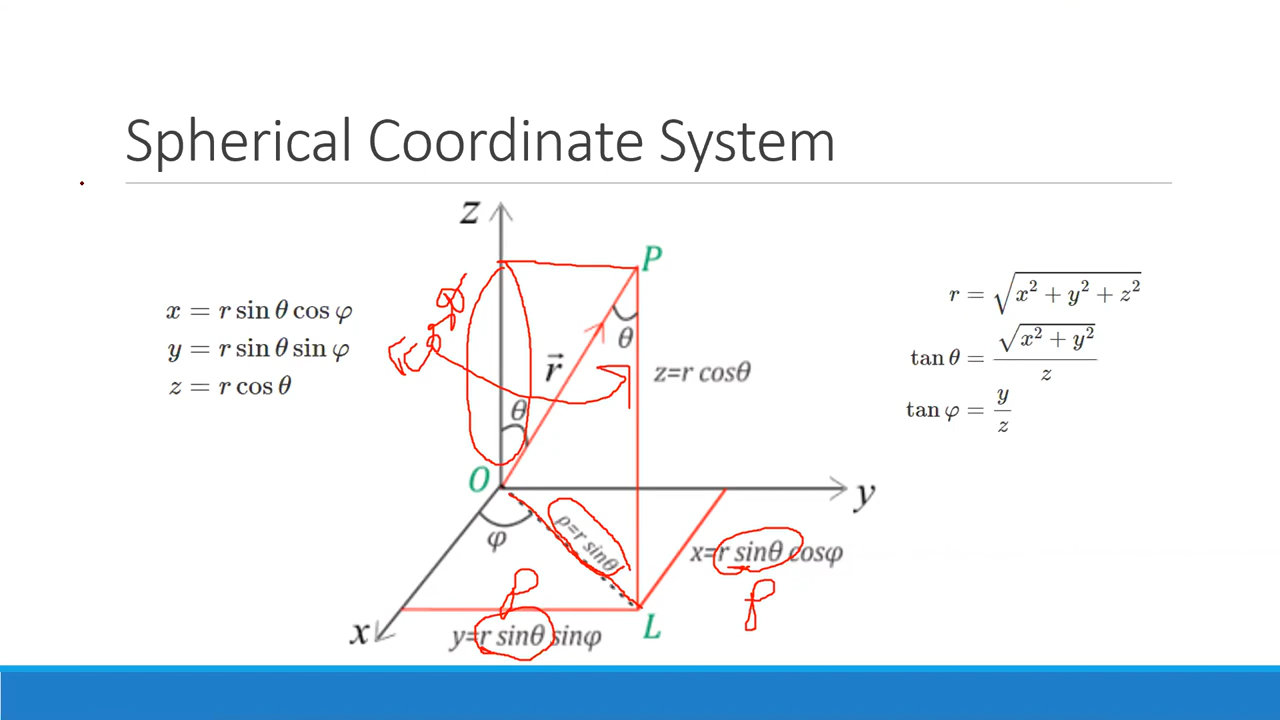 Spherical Coordinate System
x = r sin θ cos φ
y = r sin θ sin φ
z = r cos θ
z
P
θ
r⃗
z=r cosθ
θ
O
y
φ
ρ=r sinθ
x=r sinθ cosφ
ρ
ρ
x
y=r sinθ sinφ
L
r = √(x² + y² + z²)
tan θ = √(x² + y²) / z
tan φ = y / z